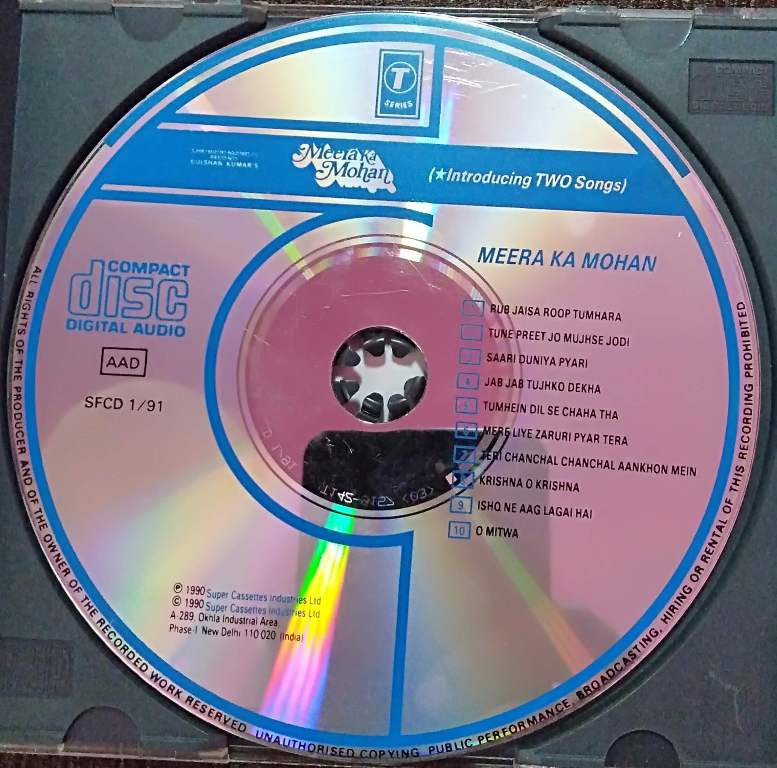 T
SERIES
GULSHAN KUMAR'S
Meera Ka
Mohan
(★Introducing TWO Songs)
MEERA KA MOHAN
COMPACT
disc
DIGITAL AUDIO
AAD
SFCD 1/91
1 RUB JAISA ROOP TUMHARA
TUNE PREET JO MUJHSE JODI
3 SAARI DUNIYA PYARI
4 JAB JAB TUJHKO DEKHA
5 TUMHEIN DIL SE CHAHA THA
6 MERE LIYE ZARURI PYAR TERA
7 TERI CHANCHAL CHANCHAL AANKHON MEIN
KRISHNA O KRISHNA
9 ISHQ NE AAG LAGAI HAI
10 O MITWA
℗ 1990 Super Cassettes Industries Ltd
© 1990 Super Cassettes Industries Ltd
A-289, Okhla Industrial Area
Phase-I New Delhi 110 020 (India)
ALL RIGHTS OF THE PRODUCER AND OF THE OWNER OF THE RECORDED WORK RESERVED. UNAUTHORISED COPYING, PUBLIC PERFORMANCE, BROADCASTING, HIRING OR RENTAL OF THIS RECORDING PROHIBITED